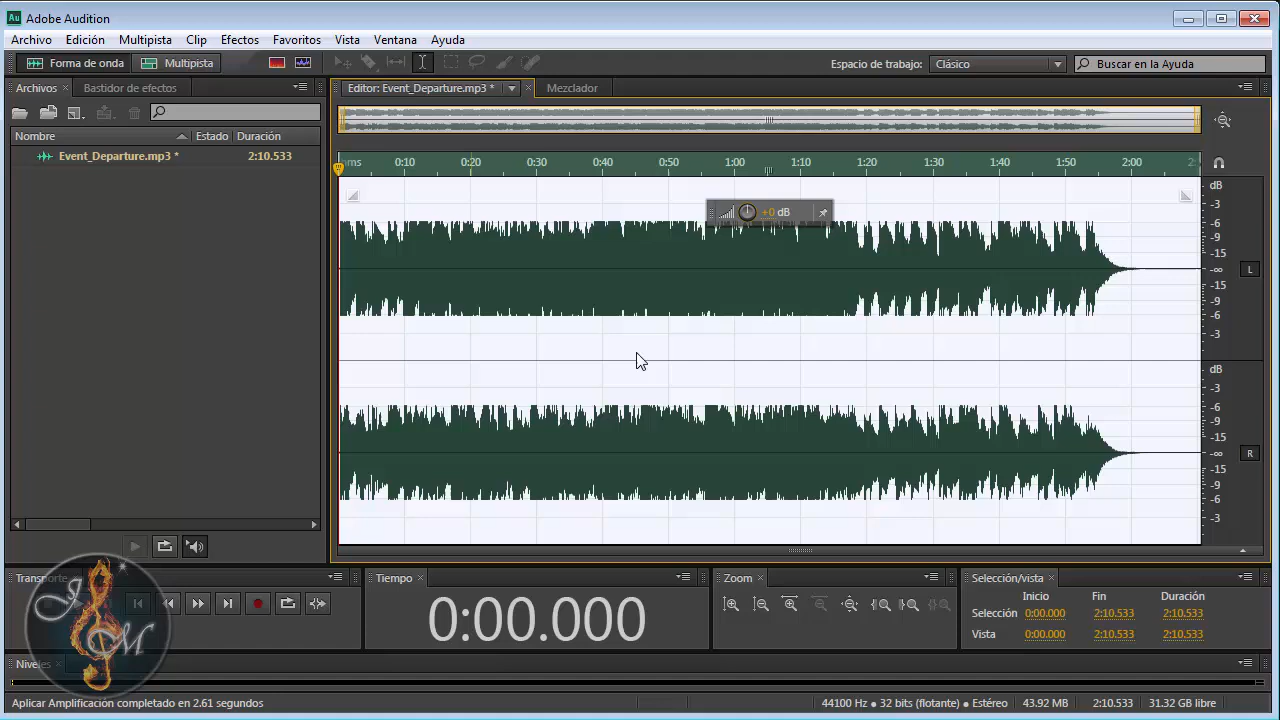 Au Adobe Audition
Archivo Edición Multipista Clip Efectos Favoritos Vista Ventana Ayuda
Forma de onda Multipista Espacio de trabajo: Clásico Buscar en la Ayuda
Archivos Bastidor de efectos
Nombre Estado Duración
Event_Departure.mp3 * 2:10.533
Editor: Event_Departure.mp3 * Mezclador
hms 0:10 0:20 0:30 0:40 0:50 1:00 1:10 1:20 1:30 1:40 1:50 2:00
+0 dB
dB
-3
-6
-9
-15
-∞
-15
-9
-6
-3
L
dB
-3
-6
-9
-15
-∞
-15
-9
-6
-3
R
Transporte
J M
Tiempo
0:00.000
Zoom
Selección/vista
Inicio Fin Duración
Selección 0:00.000 2:10.533 2:10.533
Vista 0:00.000 2:10.533 2:10.533
Niveles
Aplicar Amplificación completado en 2.61 segundos 44100 Hz • 32 bits (flotante) • Estéreo 43.92 MB 2:10.533 31.32 GB libre